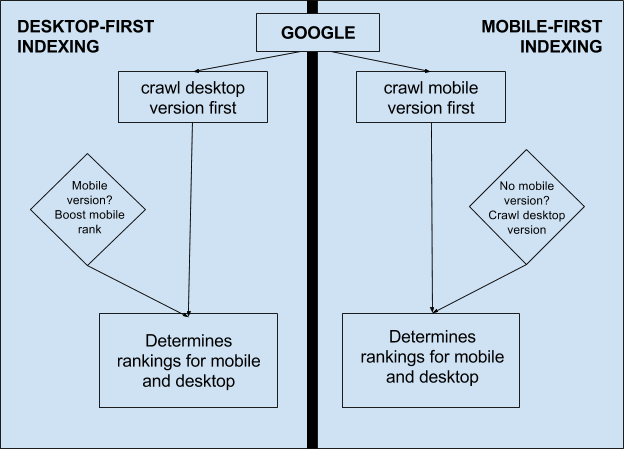 DESKTOP-FIRST
INDEXING
GOOGLE
MOBILE-FIRST
INDEXING
crawl desktop
version first
crawl mobile
version first
Mobile
version?
Boost mobile
rank
No mobile
version?
Crawl desktop
version
Determines
rankings for mobile
and desktop
Determines
rankings for mobile
and desktop